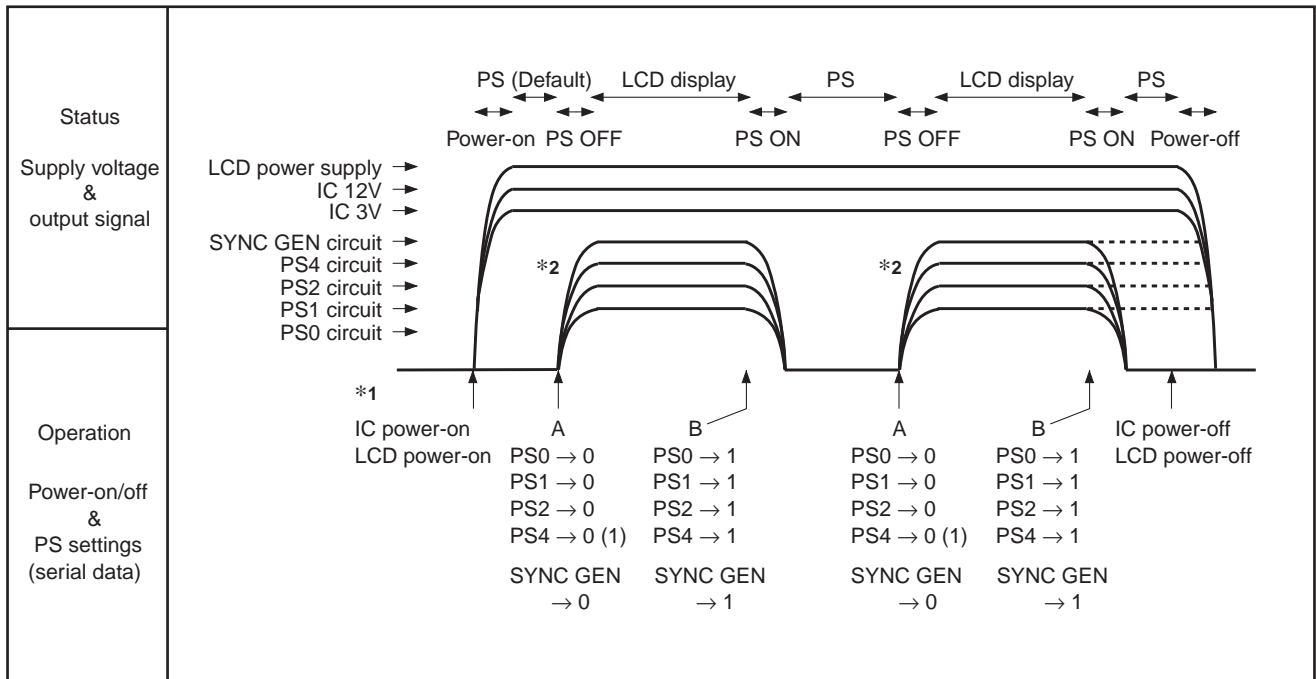 Status
Supply voltage
&
output signal
PS (Default) LCD display PS LCD display PS
Power-on PS OFF PS ON PS OFF PS ON Power-off
LCD power supply →
IC 12V →
IC 3V →
SYNC GEN circuit →
PS4 circuit →
PS2 circuit →
PS1 circuit →
PS0 circuit →
*2 *2
*1
Operation
Power-on/off
&
PS settings
(serial data)
IC power-on A B A B IC power-off
LCD power-on PS0 → 0 PS0 → 1 PS0 → 0 PS0 → 1 LCD power-off
PS1 → 0 PS1 → 1 PS1 → 0 PS1 → 1
PS2 → 0 PS2 → 1 PS2 → 0 PS2 → 1
PS4 → 0 (1) PS4 → 1 PS4 → 0 (1) PS4 → 1
SYNC GEN SYNC GEN SYNC GEN SYNC GEN
→ 0 → 1 → 0 → 1